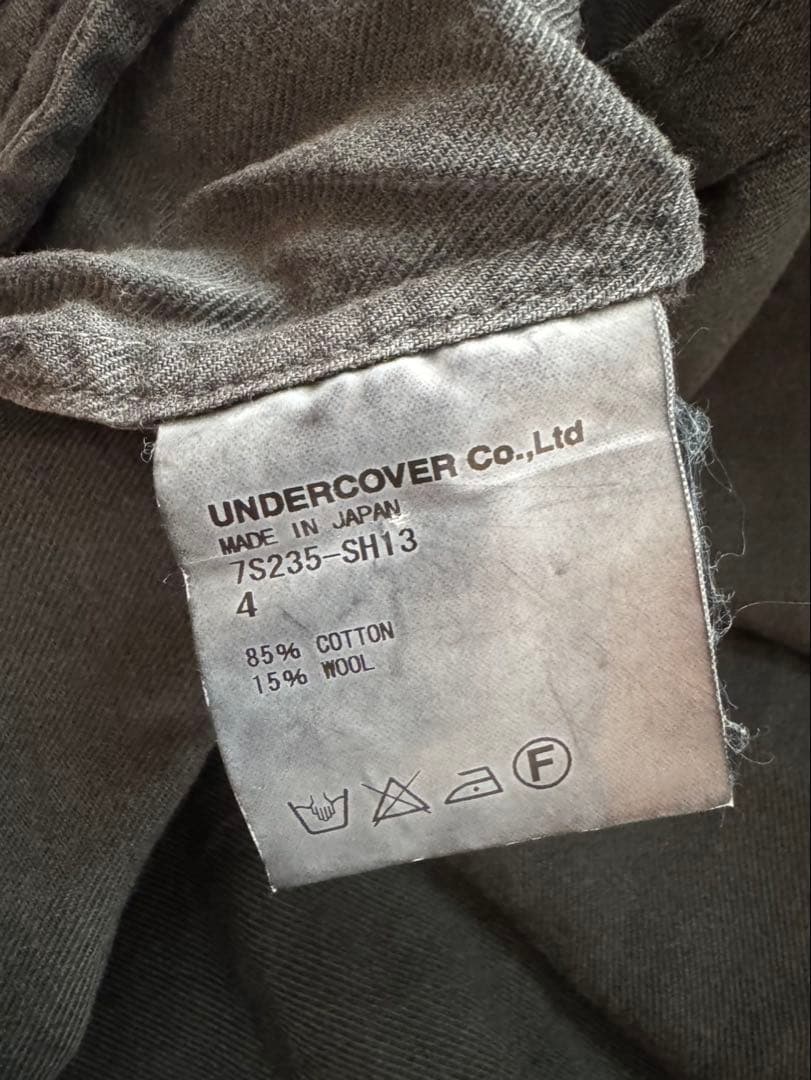 UNDERCOVER Co.,Ltd
MADE IN JAPAN
7S235-SH13
4
85% COTTON
15% WOOL
F